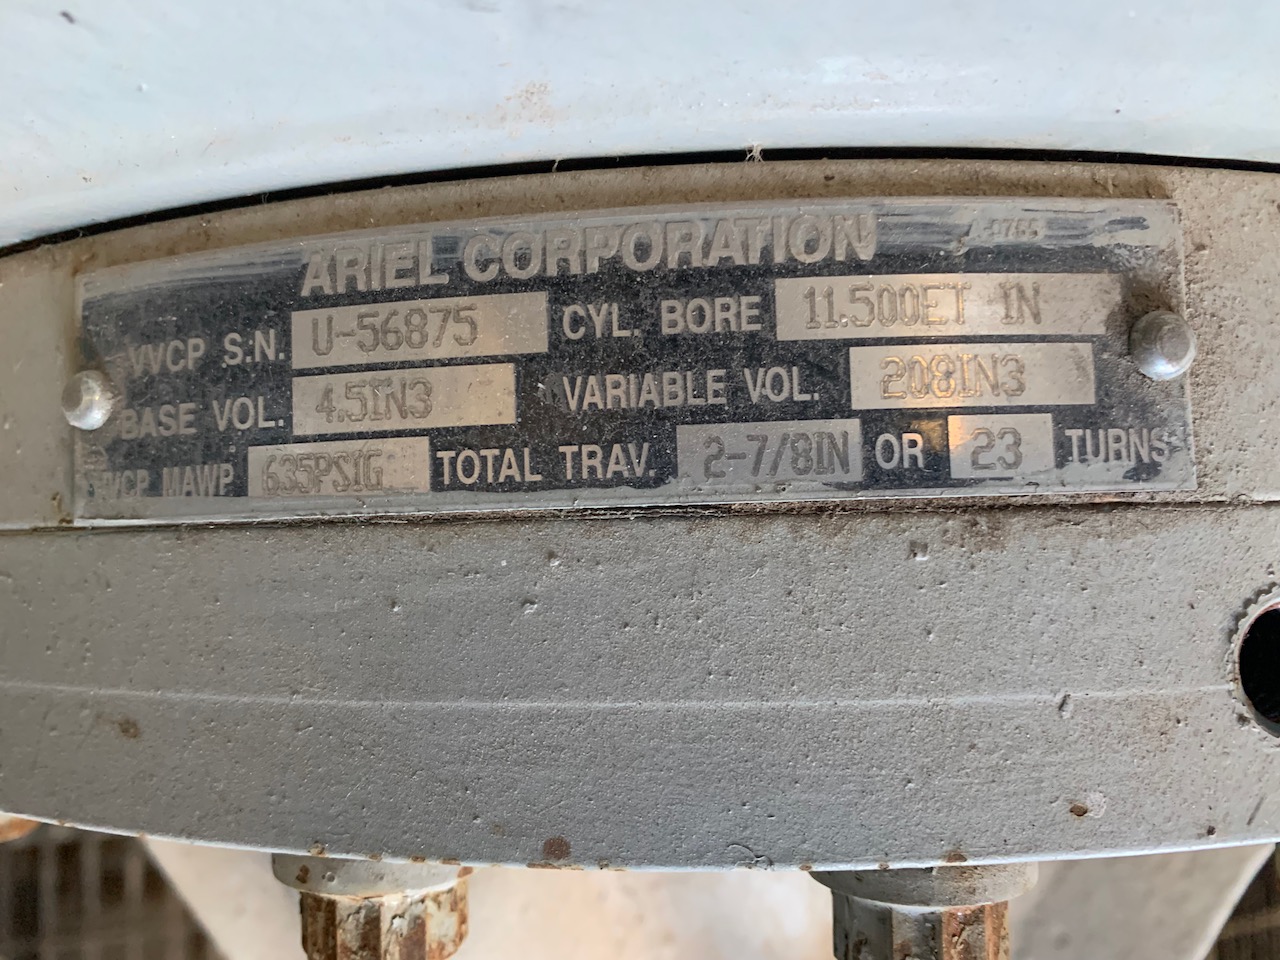 ARIEL CORPORATION
VVCP S.N. U-56875 CYL. BORE 11.500ET IN
BASE VOL. 4.5IN3 VARIABLE VOL. 208IN3
VVCP MAWP 635PSIG TOTAL TRAV. 2-7/8IN OR 23 TURNS